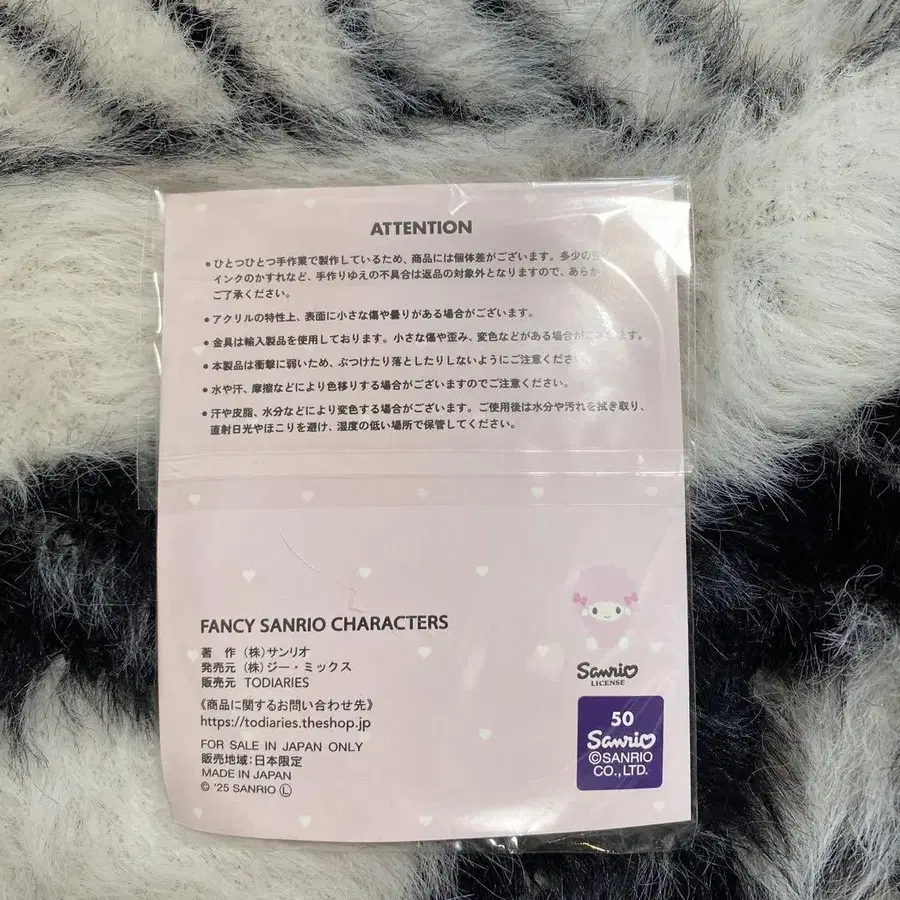 ATTENTION
•ひとつひとつ手作業で製作しているため、商品には個体差がございます。多少の
インクのかすれなど、手作りゆえの不具合は返品の対象外となりますので、あらか
ご了承ください。
•アクリルの特性上、表面に小さな傷や曇りがある場合がございます。
•金具は輸入製品を使用しております。小さな傷や歪み、変色などがある場合がございます。
•本製品は衝撃に弱いため、ぶつけたり落としたりしないようにご注意ください
•水や汗、摩擦などにより色移りする場合がございますのでご注意ください。
•汗や皮脂、水分などにより変色する場合がございます。ご使用後は水分や汚れを拭き取り、
直射日光やほこりを避け、湿度の低い場所で保管してください。
FANCY SANRIO CHARACTERS
著 作 (株)サンリオ
発売元 (株)ジー・ミックス
販売元 TODIARIES
《商品に関するお問い合わせ先》
https://todiaries.theshop.jp
FOR SALE IN JAPAN ONLY
販売地域:日本限定
MADE IN JAPAN
© '25 SANRIO Ⓛ
Sanrio
LICENSE
50
Sanrio
©SANRIO
CO.,LTD.